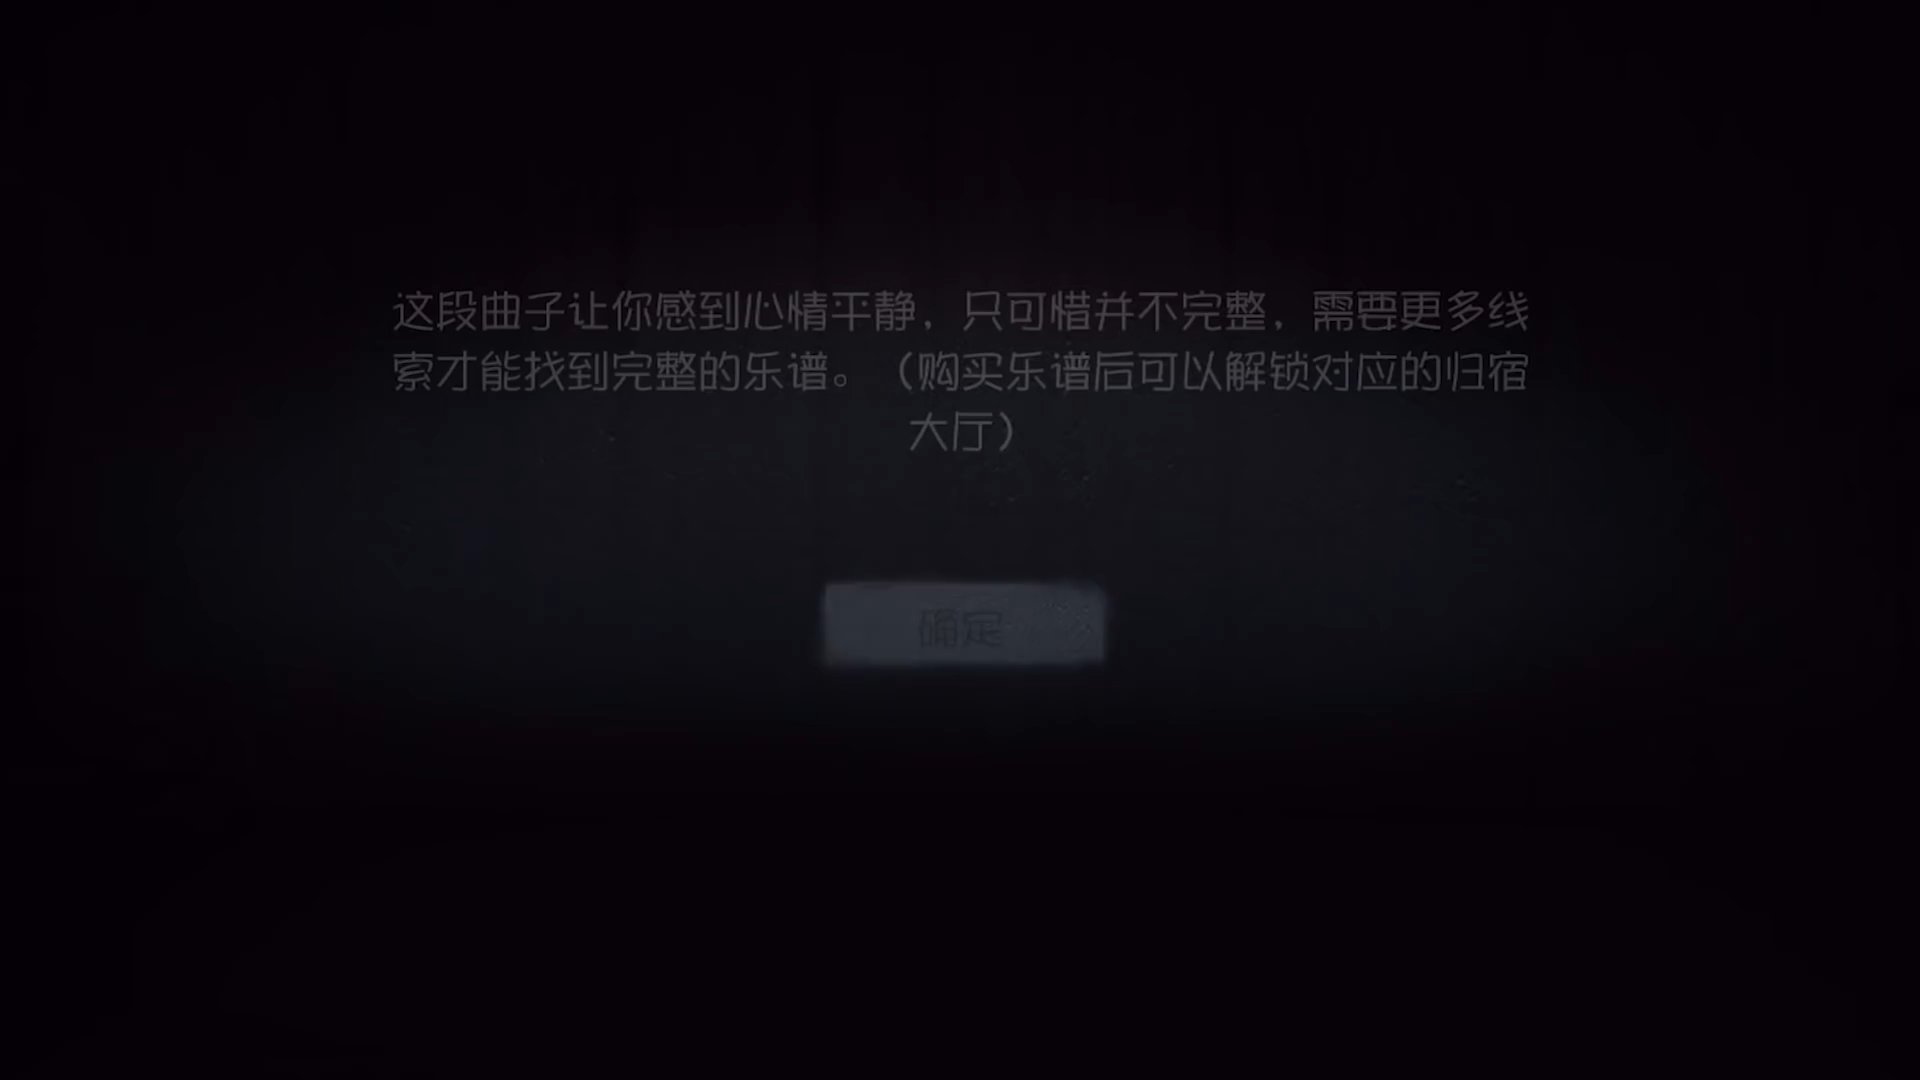 这段曲子让你感到心情平静，只可惜并不完整，需要更多线
索才能找到完整的乐谱。（购买乐谱后可以解锁对应的归宿
大厅）
确定